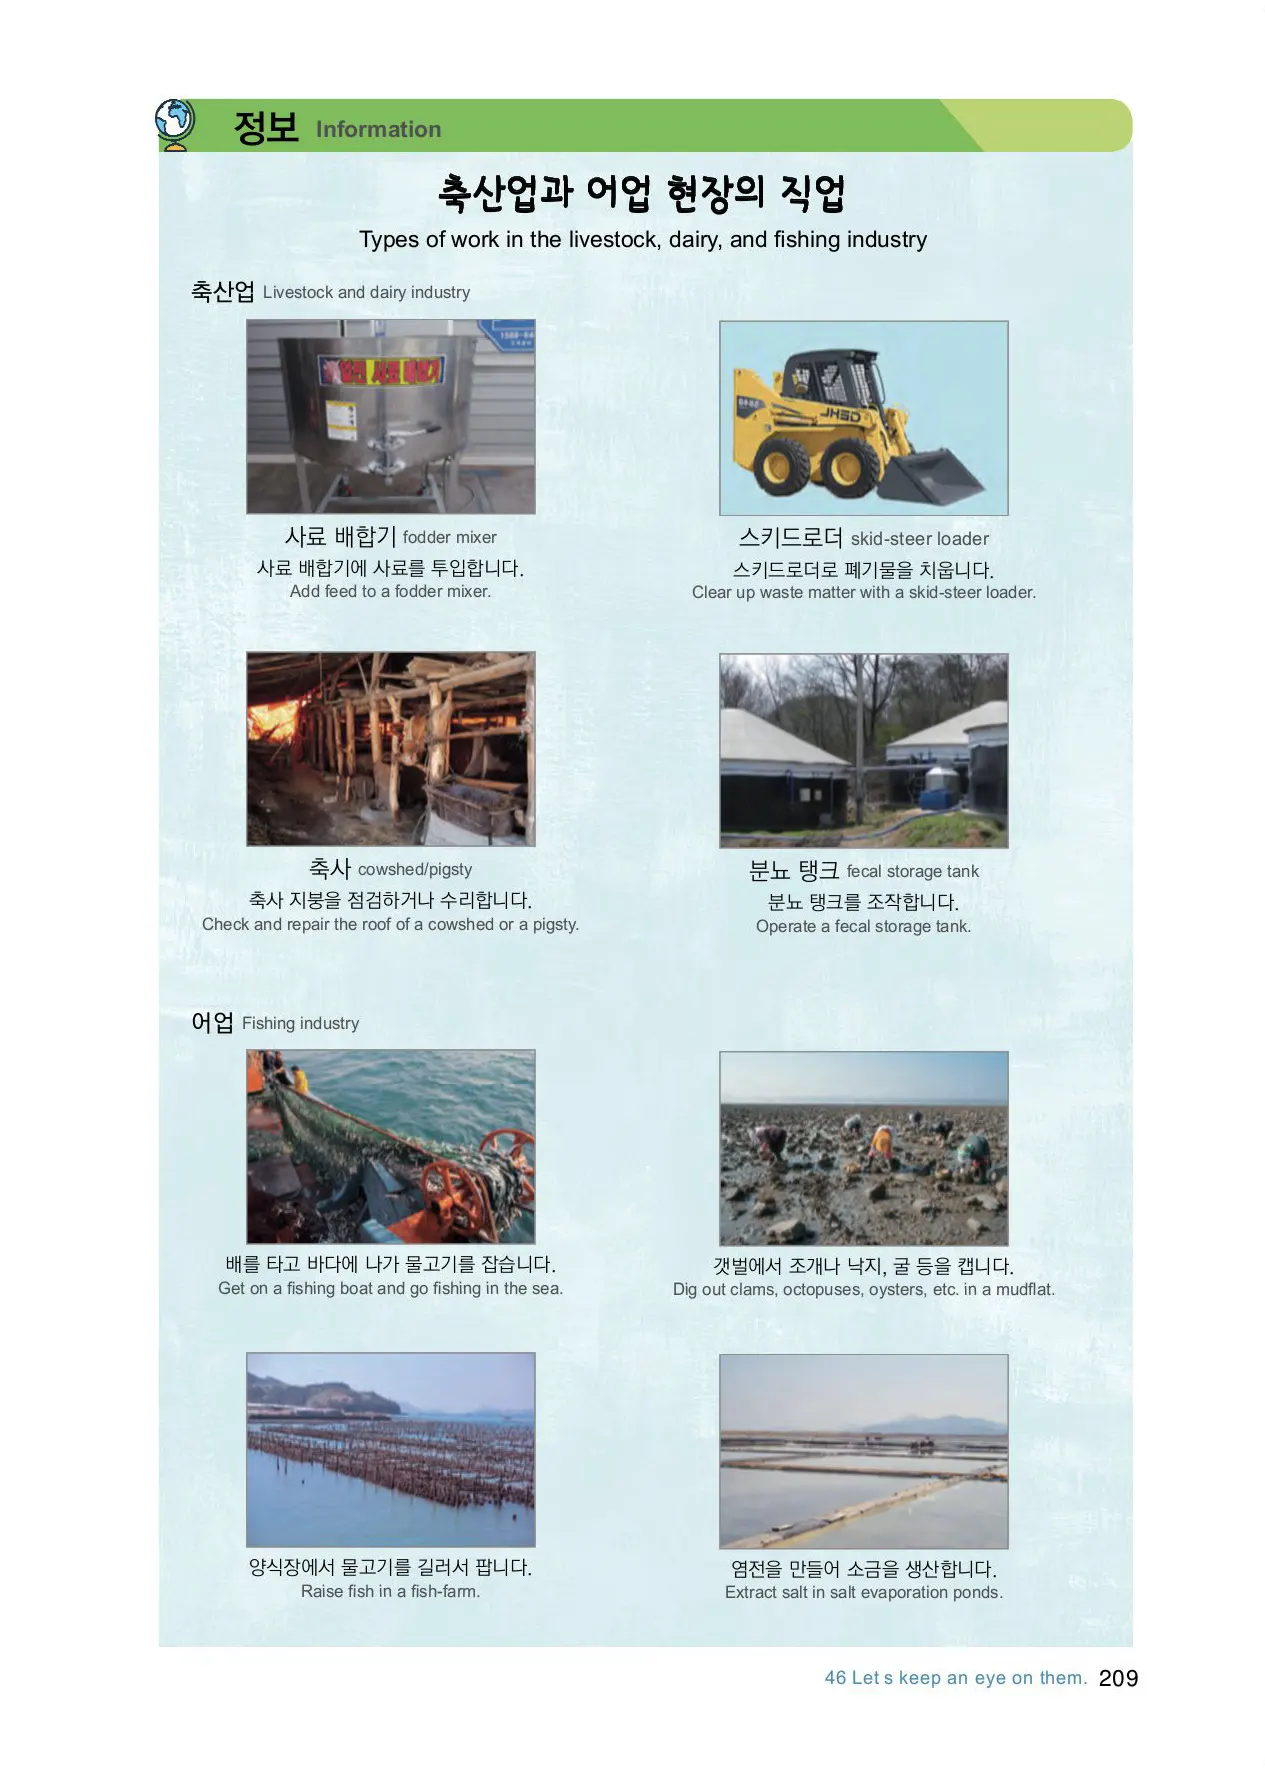 정보 Information
축산업과 어업 현장의 직업
Types of work in the livestock, dairy, and fishing industry
축산업 Livestock and dairy industry
사료
JHSD
사료 배합기 fodder mixer
사료 배합기에 사료를 투입합니다.
Add feed to a fodder mixer.
스키드로더 skid-steer loader
스키드로더로 폐기물을 치웁니다.
Clear up waste matter with a skid-steer loader.
축사 cowshed/pigsty
축사 지붕을 점검하거나 수리합니다.
Check and repair the roof of a cowshed or a pigsty.
분뇨 탱크 fecal storage tank
분뇨 탱크를 조작합니다.
Operate a fecal storage tank.
어업 Fishing industry
배를 타고 바다에 나가 물고기를 잡습니다.
Get on a fishing boat and go fishing in the sea.
갯벌에서 조개나 낙지, 굴 등을 캡니다.
Dig out clams, octopuses, oysters, etc. in a mudflat.
양식장에서 물고기를 길러서 팝니다.
Raise fish in a fish-farm.
염전을 만들어 소금을 생산합니다.
Extract salt in salt evaporation ponds.
46 Let s keep an eye on them. 209